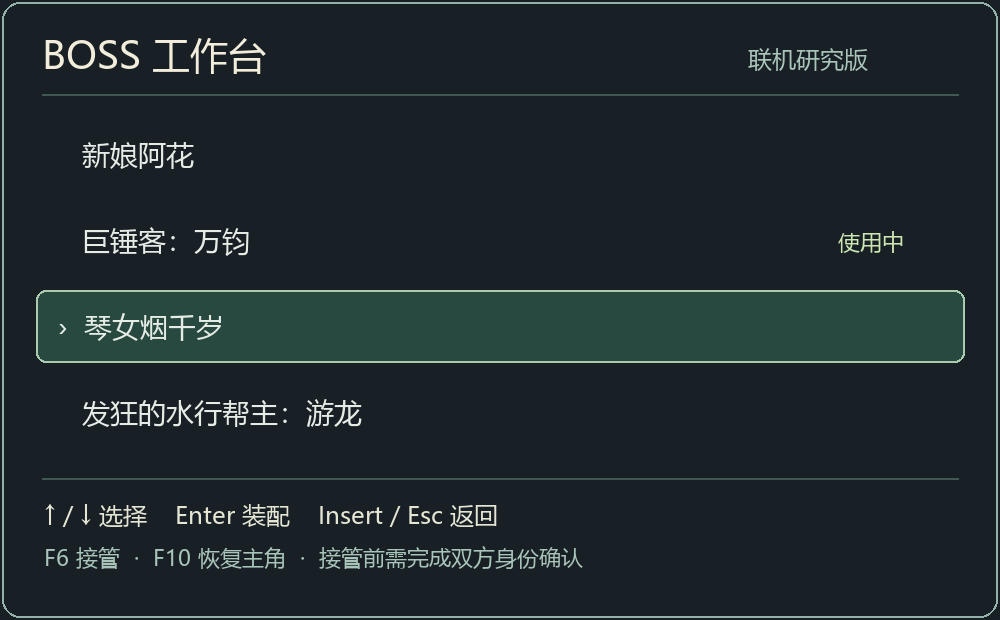 BOSS 工作台
联机研究版
新娘阿花
巨锤客：万钧
使用中
› 琴女烟千岁
发狂的水行帮主：游龙
↑/↓选择 Enter 装配 Insert / Esc 返回
F6 接管 · F10 恢复主角 · 接管前需完成双方身份确认